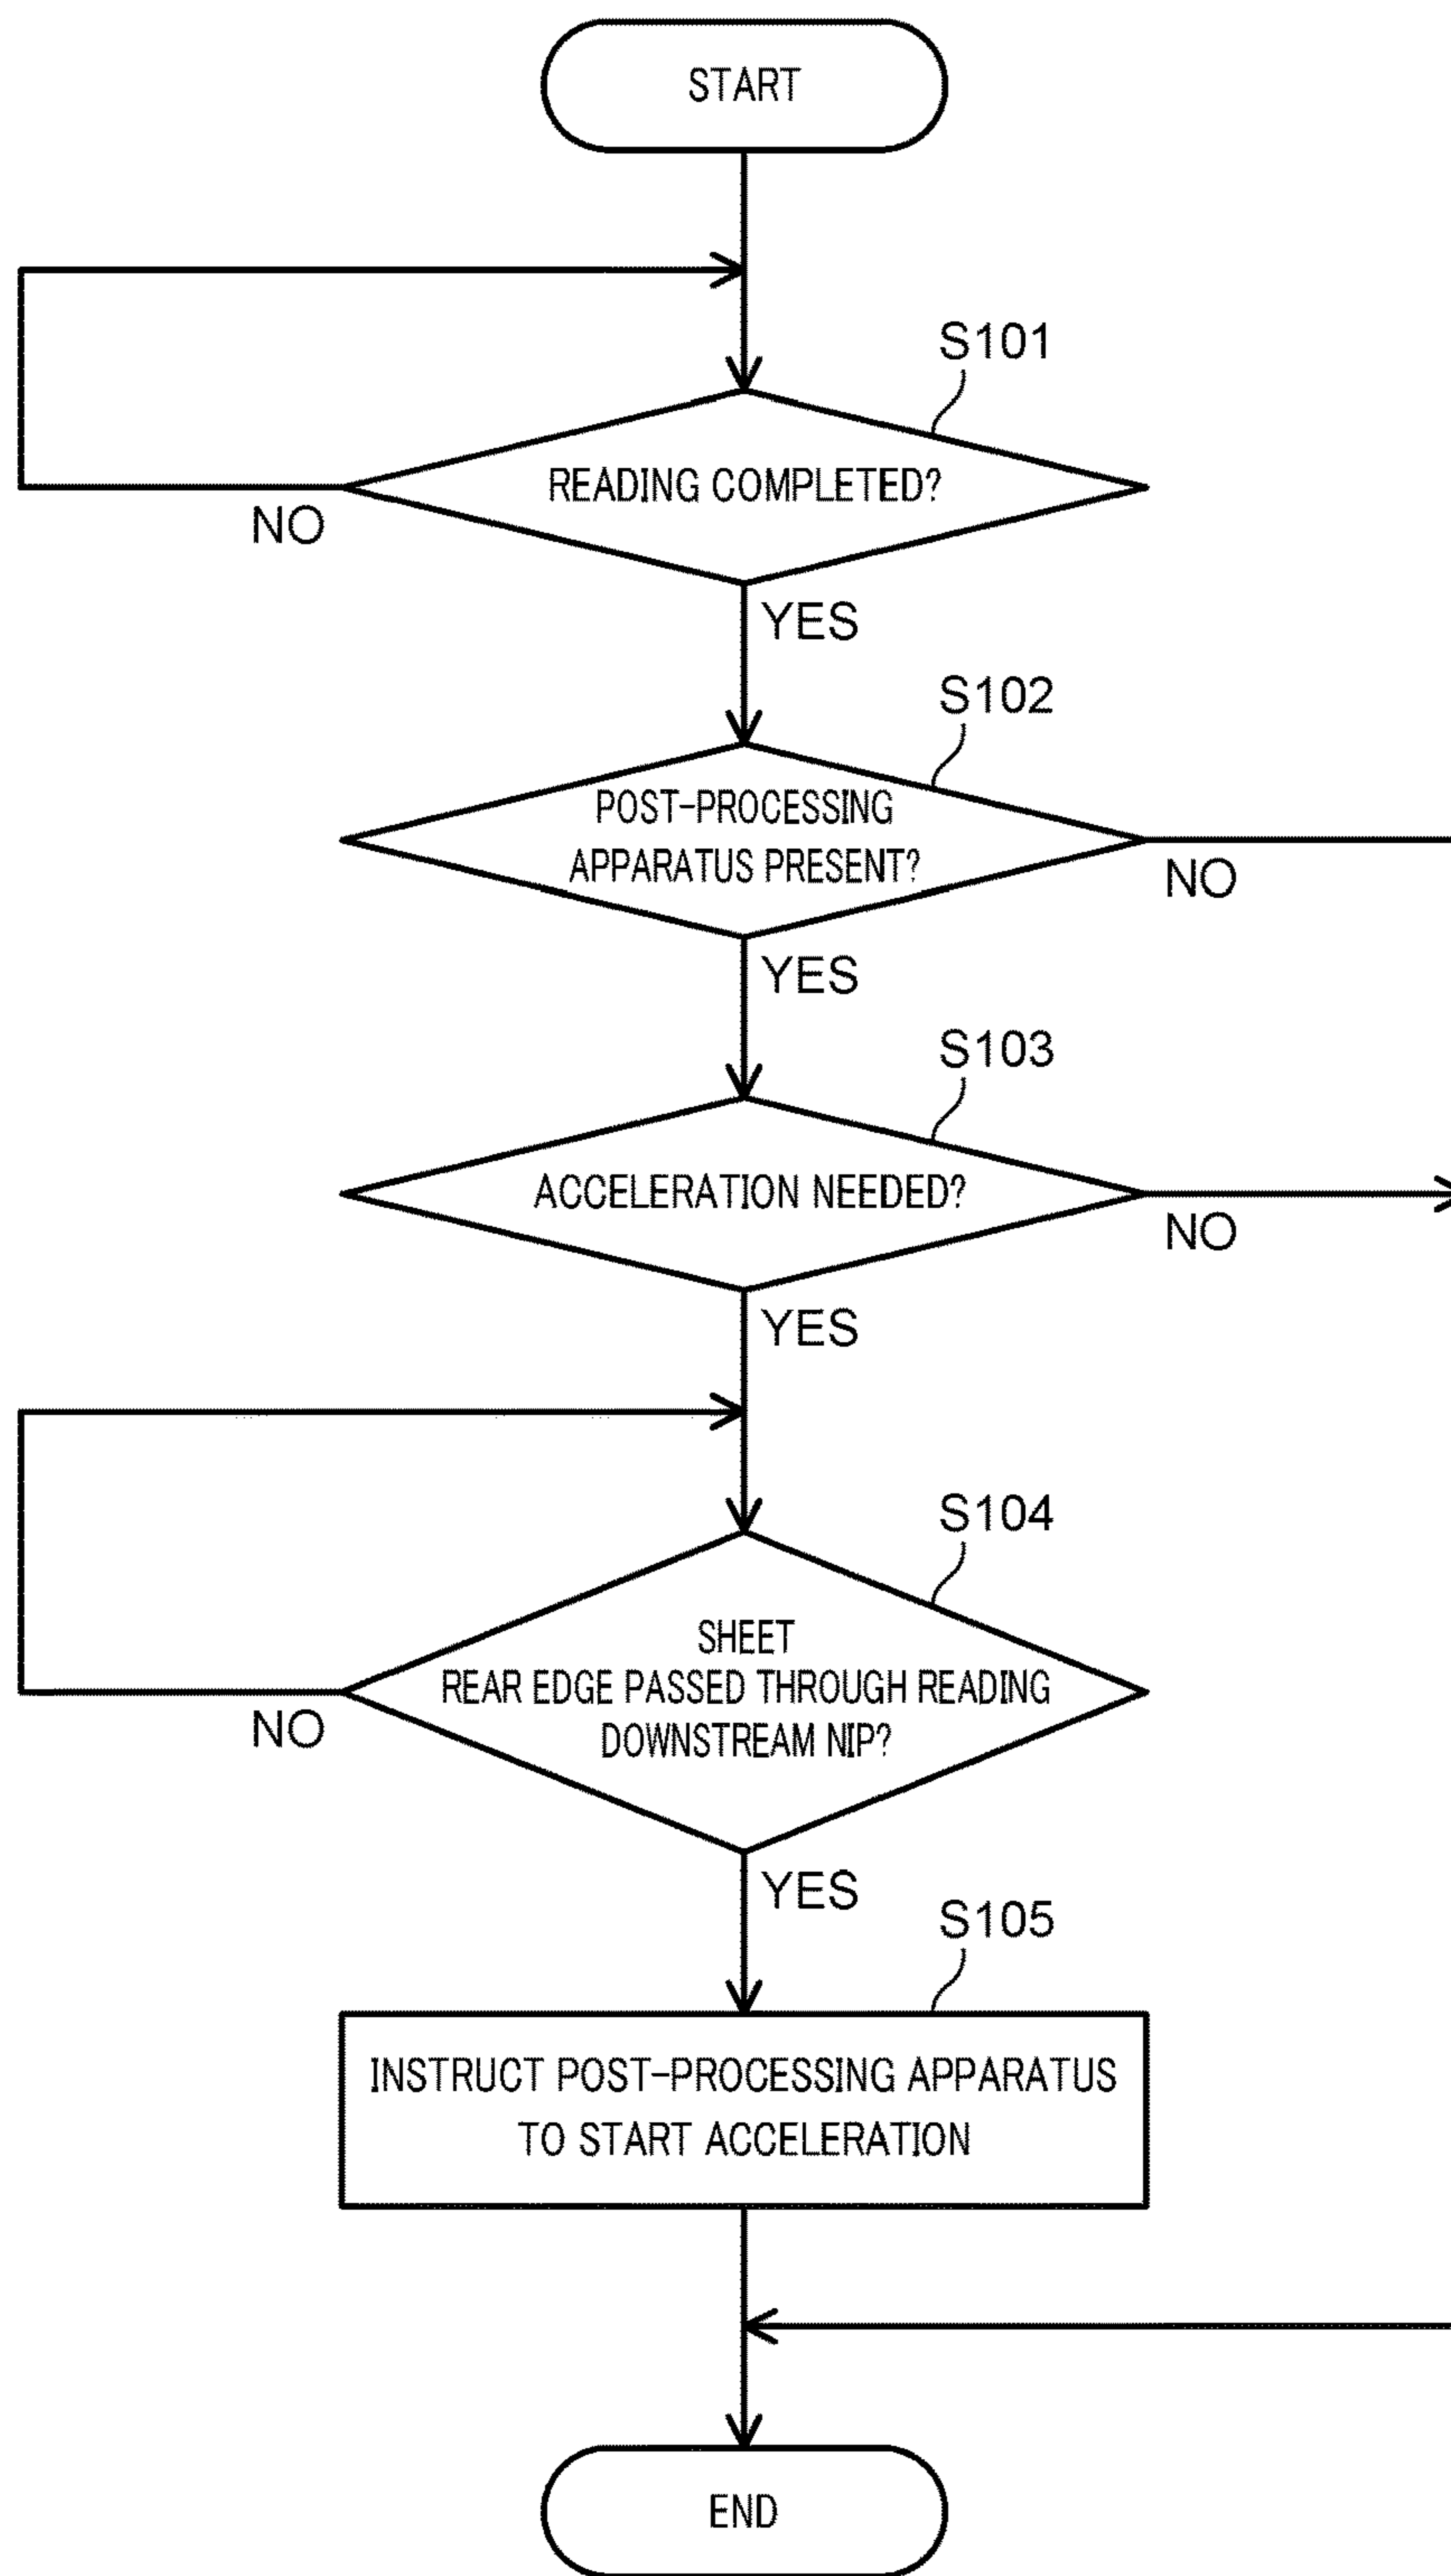 START
S101
READING COMPLETED?
NO
YES
S102
POST-PROCESSING
APPARATUS PRESENT?
NO
YES
S103
ACCELERATION NEEDED?
NO
YES
S104
SHEET
REAR EDGE PASSED THROUGH READING
DOWNSTREAM NIP?
NO
YES
S105
INSTRUCT POST-PROCESSING APPARATUS
TO START ACCELERATION
END